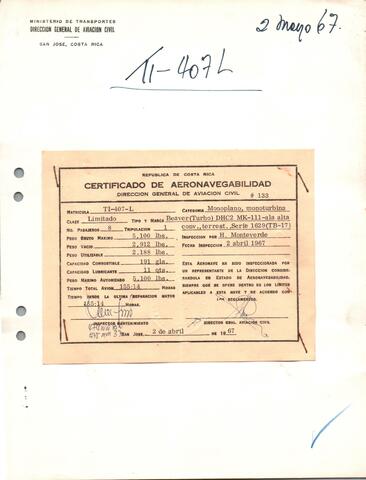 MINISTERIO DE TRANSPORTES
DIRECCION GENERAL DE AVIACION CIVIL
SAN JOSE, COSTA RICA
2 Mayo 67.
TI-407L
REPUBLICA DE COSTA RICA
CERTIFICADO DE AERONAVEGABILIDAD
DIRECCION GENERAL DE AVIACION CIVIL # 133
MATRICULA TI-407-L CATEGORIA Monoplano, monoturbina
CLASE Limitado TIPO Y MARCA Beaver(Turbo) DHC2 MK-111-ala alta
NO. PASAJEROS 8 TRIPULACION 1 conv., terrest., Serie 1629(TB-17)
PESO BRUTO MAXIMO 5,100 lbs. INSPECCION POR H. Monteverde
PESO VACIO 2,912 lbs. FECHA INSPECCION 2 abril 1967
PESO UTILIZABLE 2,188 lbs.
CAPACIDAD COMBUSTIBLE 191 gls. ESTA AERONAVE HA SIDO INSPECCIONADA POR
CAPACIDAD LUBRICANTE 11 qts. UN REPRESENTANTE DE LA DIRECCION CONSIDE-
PESO MAXIMO ATERRIZANDO 5,100 lbs. RANDOLA EN ESTADO DE AERONAVEGABILIDAD,
TIEMPO TOTAL AVION 155:14 HORAS SIEMPRE QUE SE OPERE DENTRO DE LOS LIMITES
TIEMPO DESDE LA ULTIMA REPARACION MAYOR APLICABLES A ESTA NAVE Y DE ACUERDO CON
155:14 HORAS. LOS REGLAMENTOS.
INSPECTOR MANTENIMIENTO DIRECTOR GRAL. AVIACION CIVIL
SAN JOSE, 2 de abril DE 1967